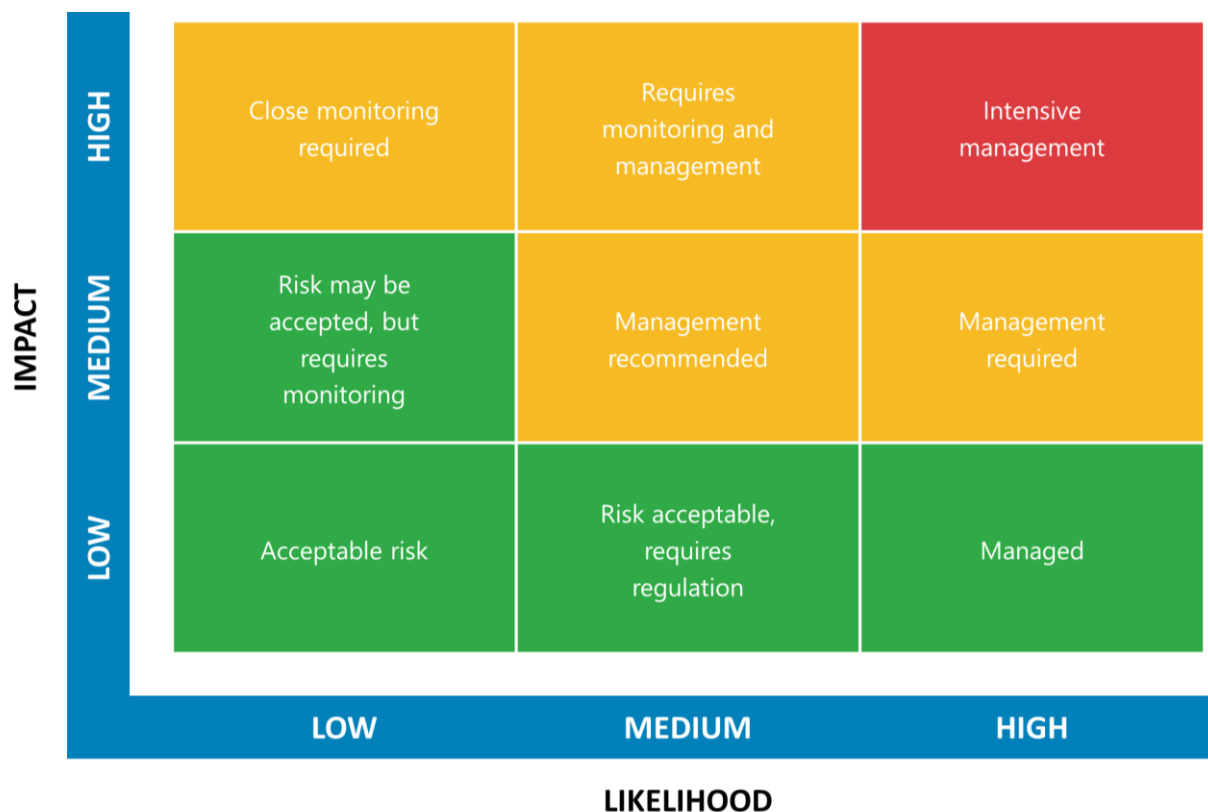 IMPACT
HIGH
Close monitoring
required
Requires
monitoring and
management
Intensive
management
MEDIUM
Risk may be
accepted, but
requires
monitoring
Management
recommended
Management
required
LOW
Acceptable risk
Risk acceptable,
requires
regulation
Managed
LOW
MEDIUM
HIGH
LIKELIHOOD